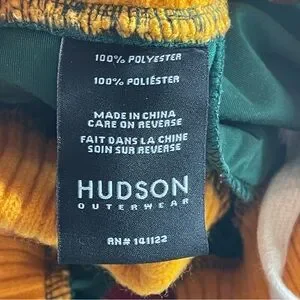 100% POLYESTER
100% POLIÉSTER
MADE IN CHINA
CARE ON REVERSE
FAIT DANS LA CHINE
SOIN SUR REVERSE
HUDSON
OUTERWEAR
RN# 141122